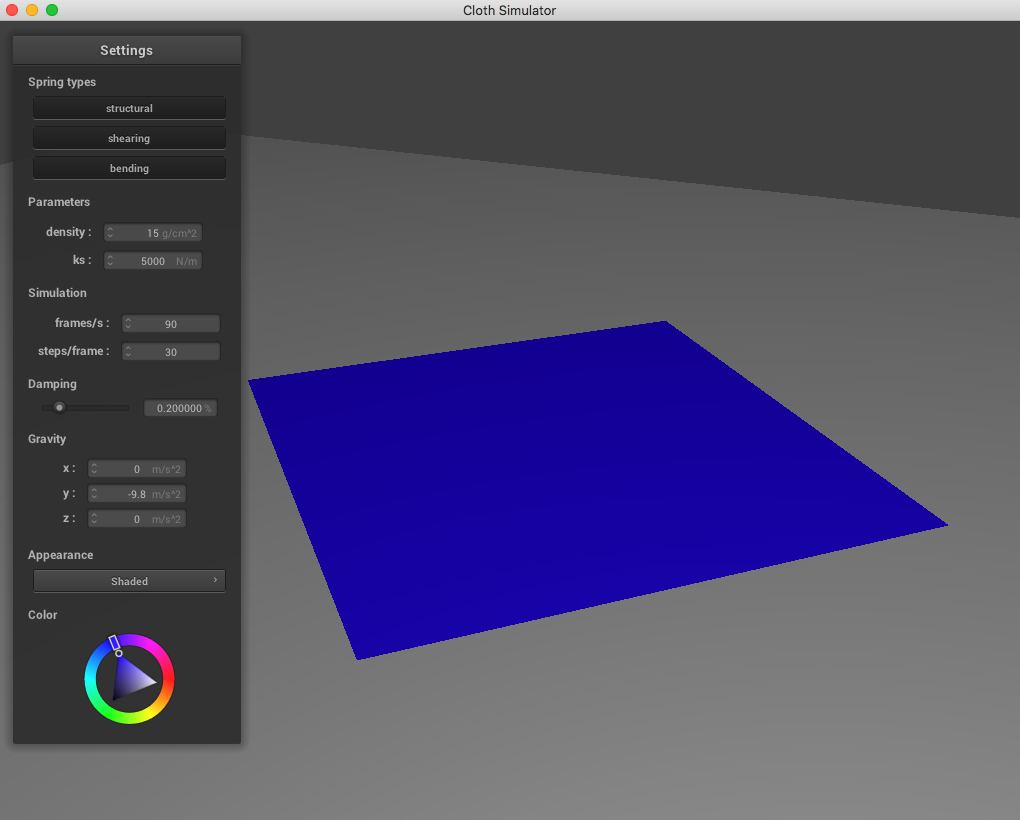 Cloth Simulator
Settings
Spring types
structural
shearing
bending
Parameters
density : 15 g/cm^2
ks : 5000 N/m
Simulation
frames/s : 90
steps/frame : 30
Damping
0.200000 %
Gravity
x : 0 m/s^2
y : -9.8 m/s^2
z : 0 m/s^2
Appearance
Shaded ›
Color